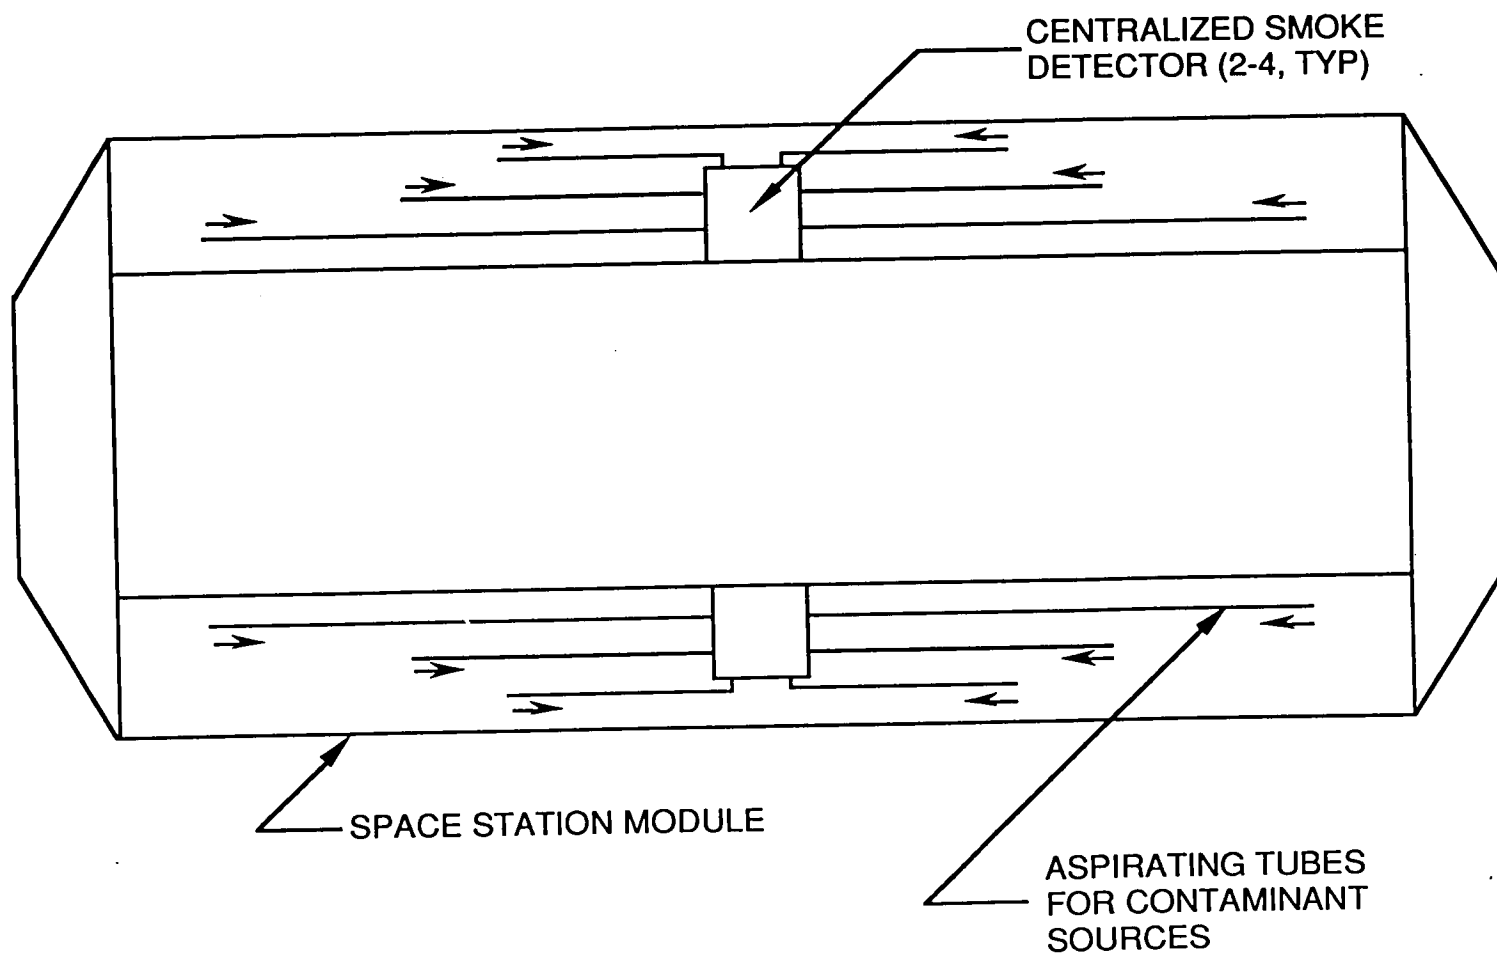 CENTRALIZED SMOKE
DETECTOR (2-4, TYP)
SPACE STATION MODULE
ASPIRATING TUBES
FOR CONTAMINANT
SOURCES